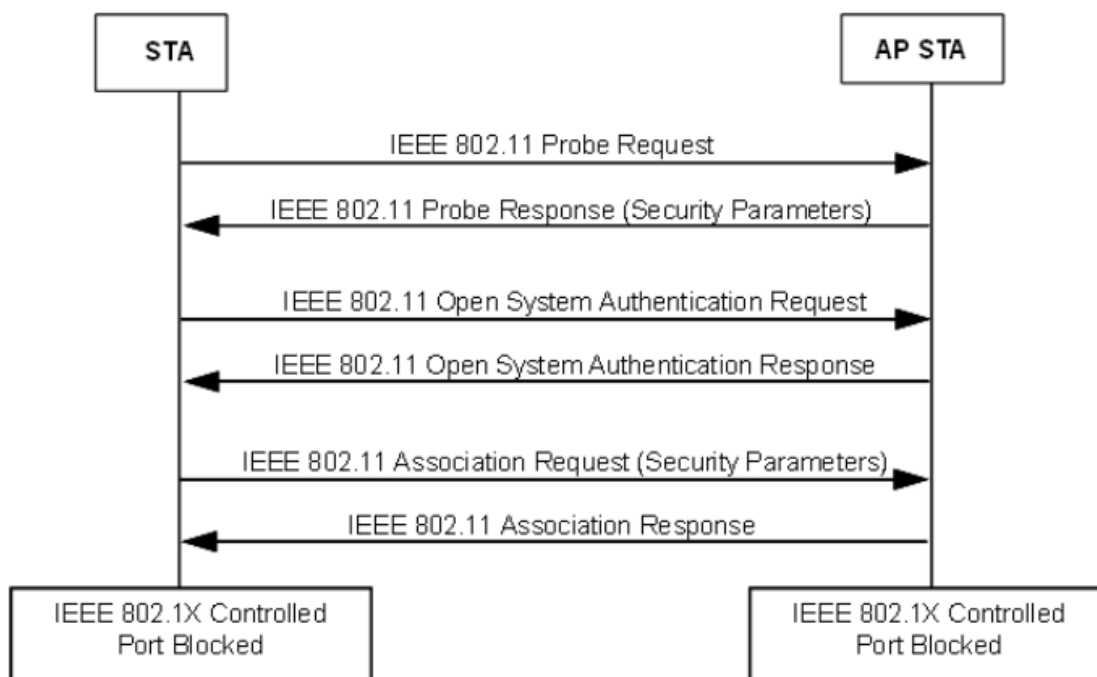 STA
AP STA
IEEE 802.11 Probe Request
IEEE 802.11 Probe Response (Security Parameters)
IEEE 802.11 Open System Authentication Request
IEEE 802.11 Open System Authentication Response
IEEE 802.11 Association Request (Security Parameters)
IEEE 802.11 Association Response
IEEE 802.1X Controlled
Port Blocked
IEEE 802.1X Controlled
Port Blocked